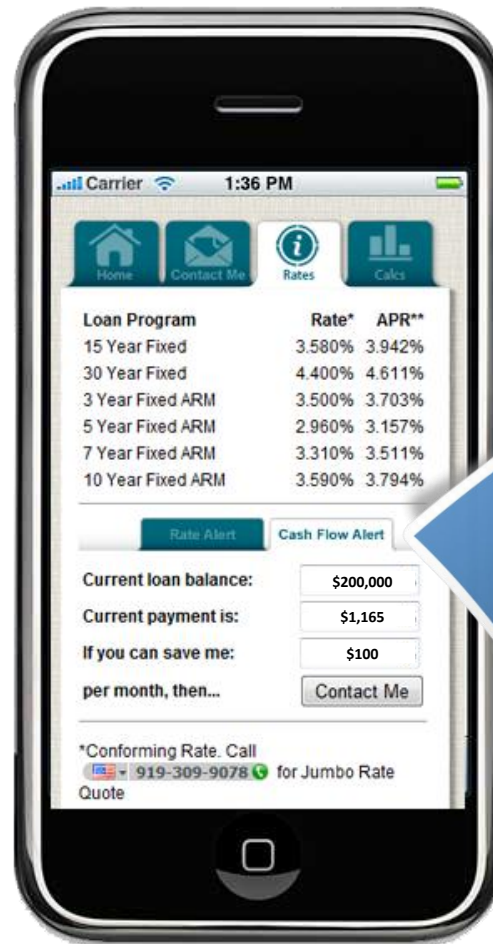 Carrier 1:36 PM
Home Contact Me Rates Calcs
Loan Program Rate* APR**
15 Year Fixed 3.580% 3.942%
30 Year Fixed 4.400% 4.611%
3 Year Fixed ARM 3.500% 3.703%
5 Year Fixed ARM 2.960% 3.157%
7 Year Fixed ARM 3.310% 3.511%
10 Year Fixed ARM 3.590% 3.794%
Rate Alert Cash Flow Alert
Current loan balance: $200,000
Current payment is: $1,165
If you can save me: $100
per month, then... Contact Me
*Conforming Rate. Call
919-309-9078 for Jumbo Rate
Quote